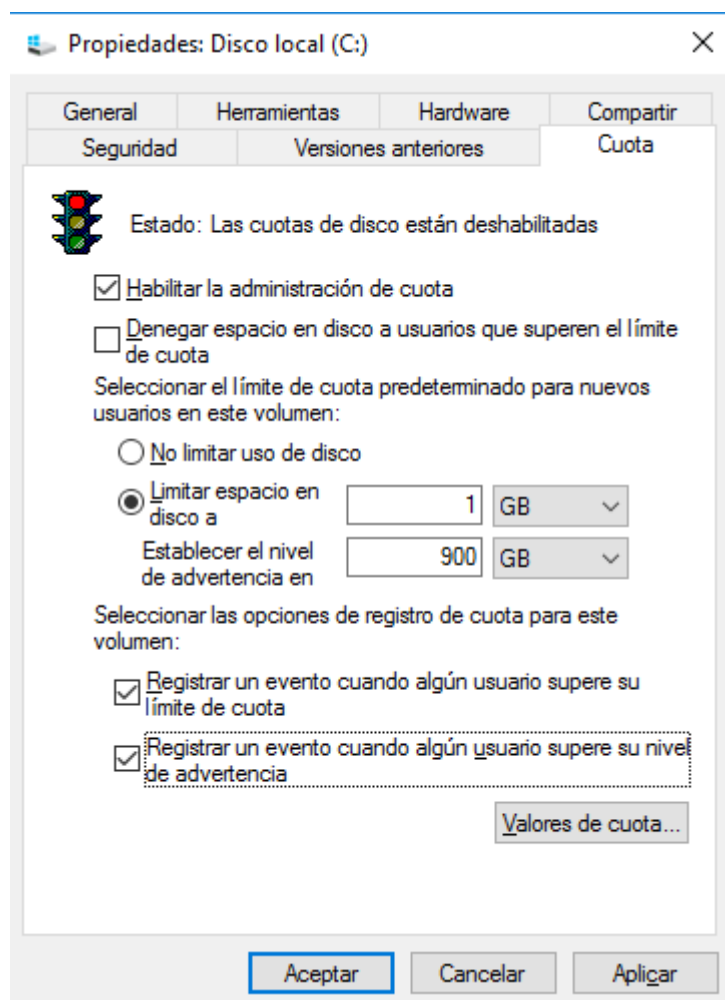 Propiedades: Disco local (C:)
General Herramientas Hardware Compartir
Seguridad Versiones anteriores Cuota
Estado: Las cuotas de disco están deshabilitadas
Habilitar la administración de cuota
Denegar espacio en disco a usuarios que superen el límite
de cuota
Seleccionar el límite de cuota predeterminado para nuevos
usuarios en este volumen:
No limitar uso de disco
Limitar espacio en
disco a
1 GB
Establecer el nivel
de advertencia en
900 GB
Seleccionar las opciones de registro de cuota para este
volumen:
Registrar un evento cuando algún usuario supere su
límite de cuota
Registrar un evento cuando algún usuario supere su nivel
de advertencia
Valores de cuota...
Aceptar Cancelar Aplicar